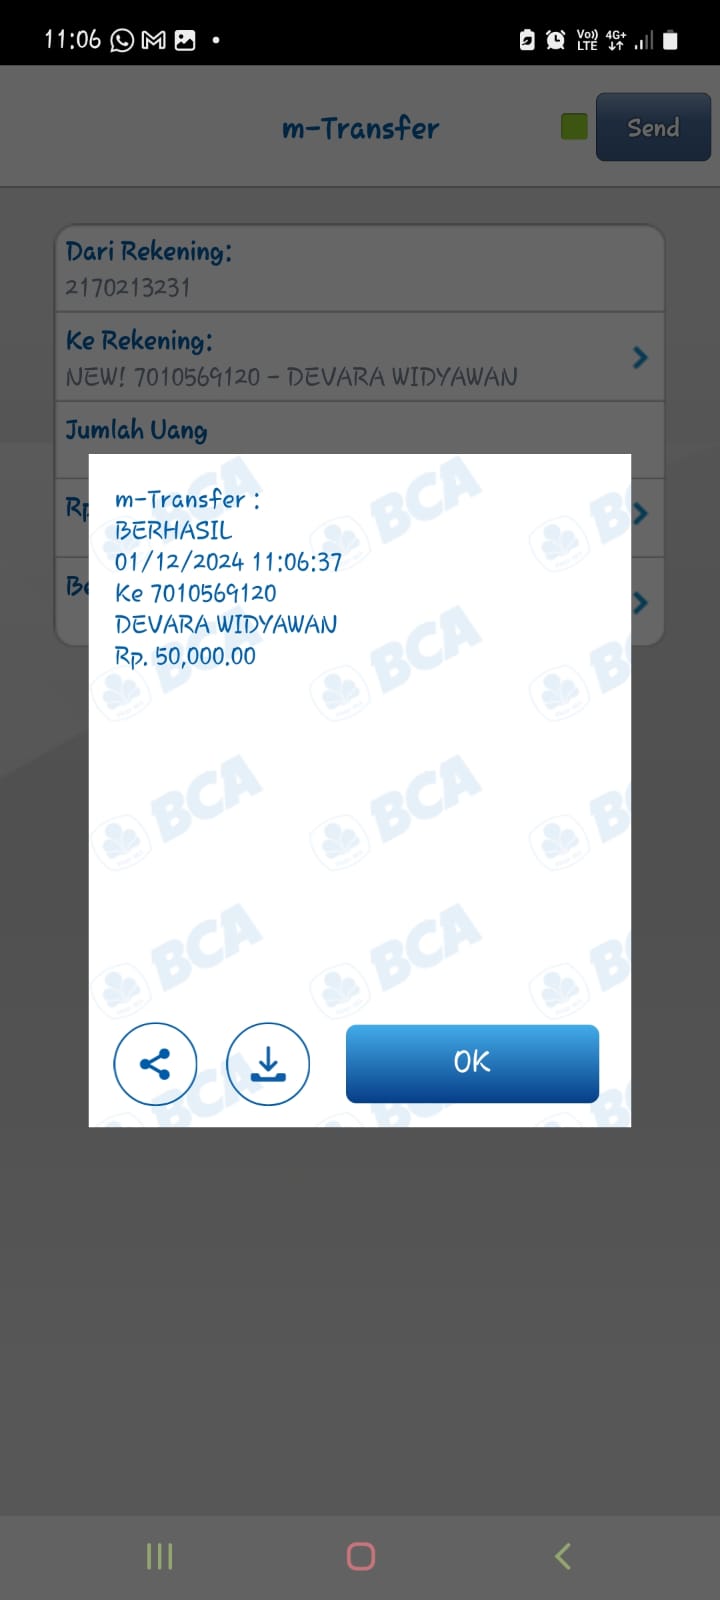 11:06
Vo)) LTE 4G+
m-Transfer
Send
Dari Rekening:
2170213231
Ke Rekening:
NEW! 7010569120 - DEVARA WIDYAWAN
Jumlah Uang
Rp
Be
m-Transfer :
BERHASIL
01/12/2024 11:06:37
Ke 7010569120
DEVARA WIDYAWAN
Rp. 50,000.00
BCA
OK